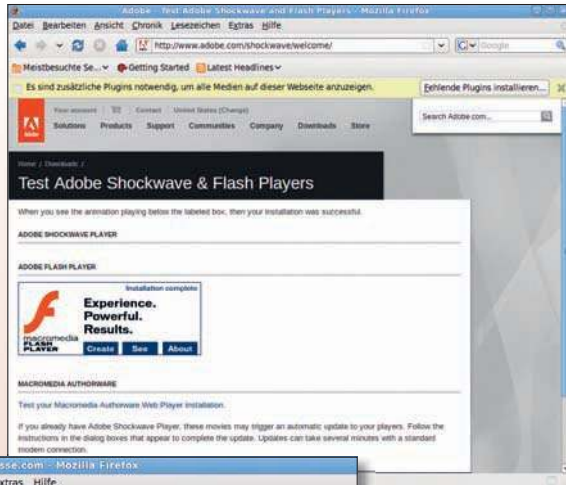 Adobe - Test Adobe Shockwave and Flash Players - Mozilla Firefox
Datei Bearbeiten Ansicht Chronik Lesezeichen Extras Hilfe
http://www.adobe.com/shockwave/welcome/
Google
Meistbesuchte Se... Getting Started Latest Headlines
Es sind zusätzliche Plugins notwendig, um alle Medien auf dieser Webseite anzuzeigen. Fehlende Plugins installieren...
Your account Contact United States (Change)
Search Adobe.com...
Adobe
Solutions Products Support Communities Company Downloads Store
Home / Downloads /
Test Adobe Shockwave & Flash Players
When you see the animation playing below the labeled box, then your installation was successful.
ADOBE SHOCKWAVE PLAYER
ADOBE FLASH PLAYER
Installation complete
Experience.
Powerful.
Results.
macromedia
FLASH
PLAYER
Create See About
MACROMEDIA AUTHORWARE
Test your Macromedia Authorware Web Player installation.
If you already have Adobe Shockwave Player, these movies may trigger an automatic update to your players. Follow the
instructions in the dialog boxes that appear to complete the update. Updates can take several minutes with a standard
modem connection.
sse.com - Mozilla Firefox
xtras Hilfe